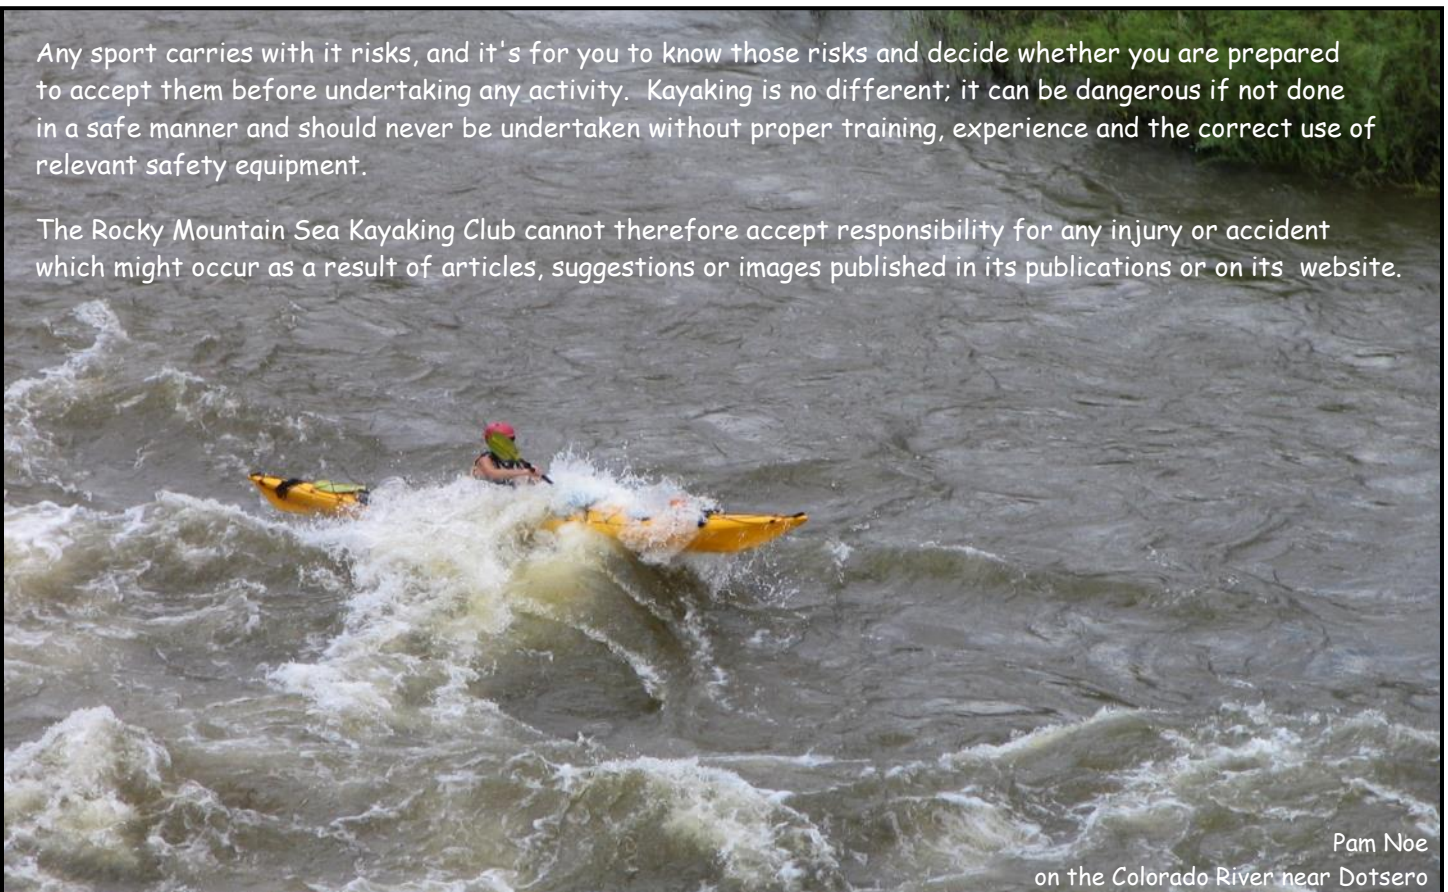 Any sport carries with it risks, and it's for you to know those risks and decide whether you are prepared
to accept them before undertaking any activity.  Kayaking is no different; it can be dangerous if not done
in a safe manner and should never be undertaken without proper training, experience and the correct use of
relevant safety equipment.
The Rocky Mountain Sea Kayaking Club cannot therefore accept responsibility for any injury or accident
which might occur as a result of articles, suggestions or images published in its publications or on its  website.
Pam Noe
on the Colorado River near Dotsero